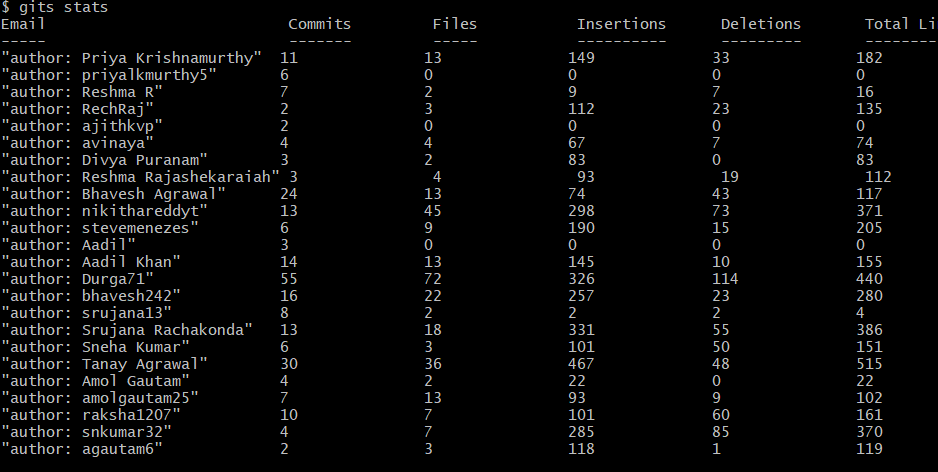 $ gits stats
Email Commits Files Insertions Deletions Total Li
----- ------- ----- ---------- --------- --------
"author: Priya Krishnamurthy" 11 13 149 33 182
"author: priyalkmurthy5" 6 0 0 0 0
"author: Reshma R" 7 2 9 7 16
"author: RechRaj" 2 3 112 23 135
"author: ajithkvp" 2 0 0 0 0
"author: avinaya" 4 4 67 7 74
"author: Divya Puranam" 3 2 83 0 83
"author: Reshma Rajashekaraiah" 3 4 93 19 112
"author: Bhavesh Agrawal" 24 13 74 43 117
"author: nikithareddyt" 13 45 298 73 371
"author: stevemenezes" 6 9 190 15 205
"author: Aadil" 3 0 0 0 0
"author: Aadil Khan" 14 13 145 10 155
"author: Durga71" 55 72 326 114 440
"author: bhavesh242" 16 22 257 23 280
"author: srujana13" 8 2 2 2 4
"author: Srujana Rachakonda" 13 18 331 55 386
"author: Sneha Kumar" 6 3 101 50 151
"author: Tanay Agrawal" 30 36 467 48 515
"author: Amol Gautam" 4 2 22 0 22
"author: amolgautam25" 7 13 93 9 102
"author: raksha1207" 10 7 101 60 161
"author: snkumar32" 4 7 285 85 370
"author: agautam6" 2 3 118 1 119